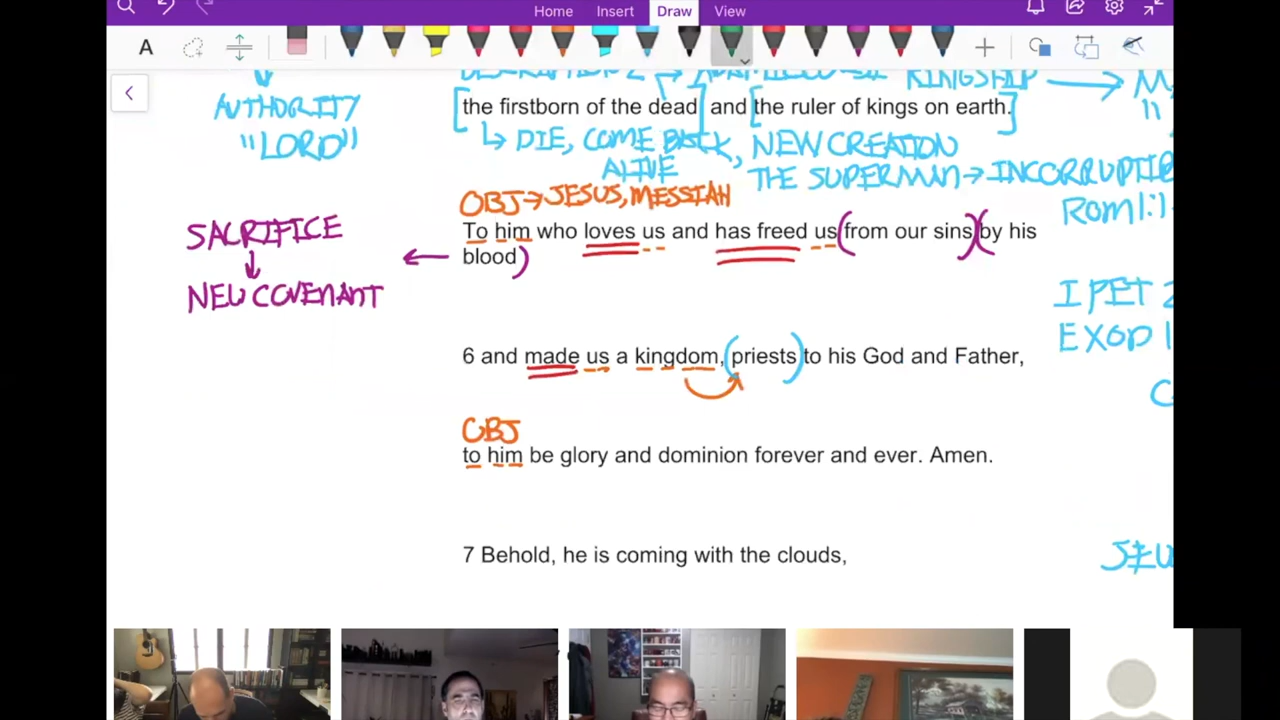 Home Insert Draw View
A
KINGSHIP
AUTHORITY
"LORD"
the firstborn of the dead and the ruler of kings on earth.
DIE, COME BACK ALIVE, NEW CREATION
THE SUPERMAN → INCORRUPTIB
Rom 1:
OBJ → JESUS, MESSIAH
To him who loves us and has freed us from our sins by his
blood
SACRIFICE
NEW COVENANT
I PET 2
EXOD 1
6 and made us a kingdom, priests to his God and Father,
OBJ
to him be glory and dominion forever and ever. Amen.
7 Behold, he is coming with the clouds,